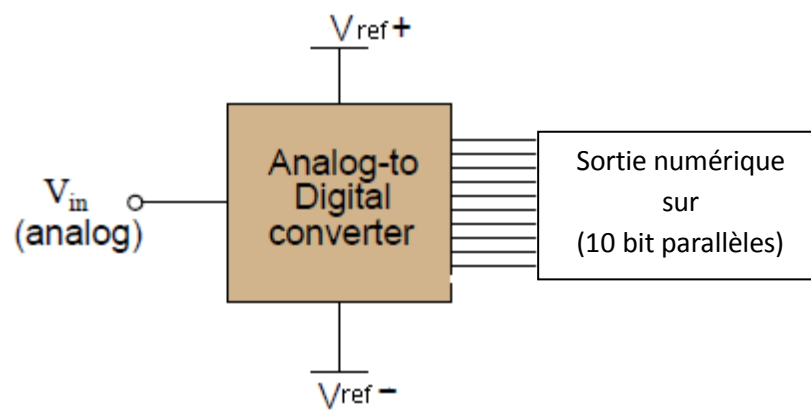 Vref+
Analog-to
Digital
converter
Vin
(analog)
Sortie numérique
sur
(10 bit parallèles)
Vref-